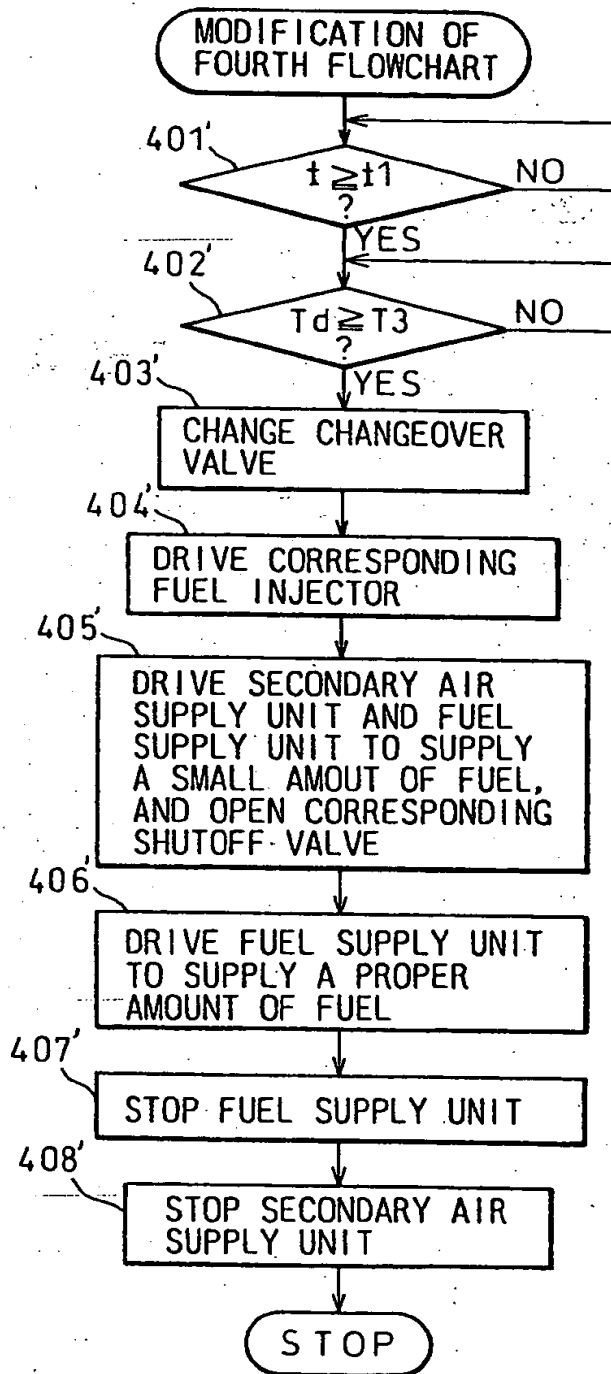 MODIFICATION OF
FOURTH FLOWCHART
401'
t ≧ t1
?
NO
YES
402'
Td ≧ T3
?
NO
YES
403'
CHANGE CHANGEOVER
VALVE
404'
DRIVE CORRESPONDING
FUEL INJECTOR
405'
DRIVE SECONDARY AIR
SUPPLY UNIT AND FUEL
SUPPLY UNIT TO SUPPLY
A SMALL AMOUT OF FUEL,
AND OPEN CORRESPONDING
SHUTOFF VALVE
406'
DRIVE FUEL SUPPLY UNIT
TO SUPPLY A PROPER
AMOUNT OF FUEL
407'
STOP FUEL SUPPLY UNIT
408'
STOP SECONDARY AIR
SUPPLY UNIT
STOP